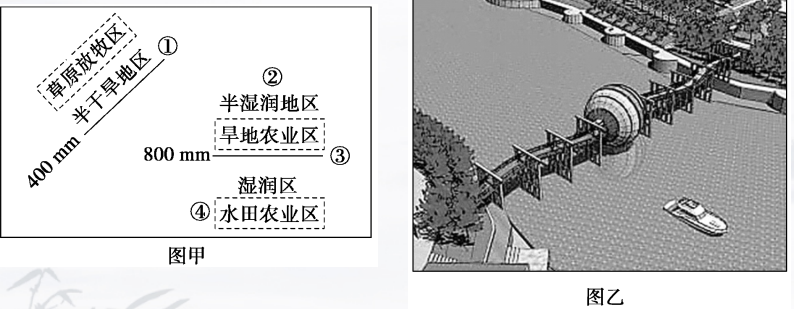 草原放牧区
①
半干旱地区
400 mm
②
半湿润地区
旱地农业区
800 mm
③
湿润区
④
水田农业区
图甲
图乙